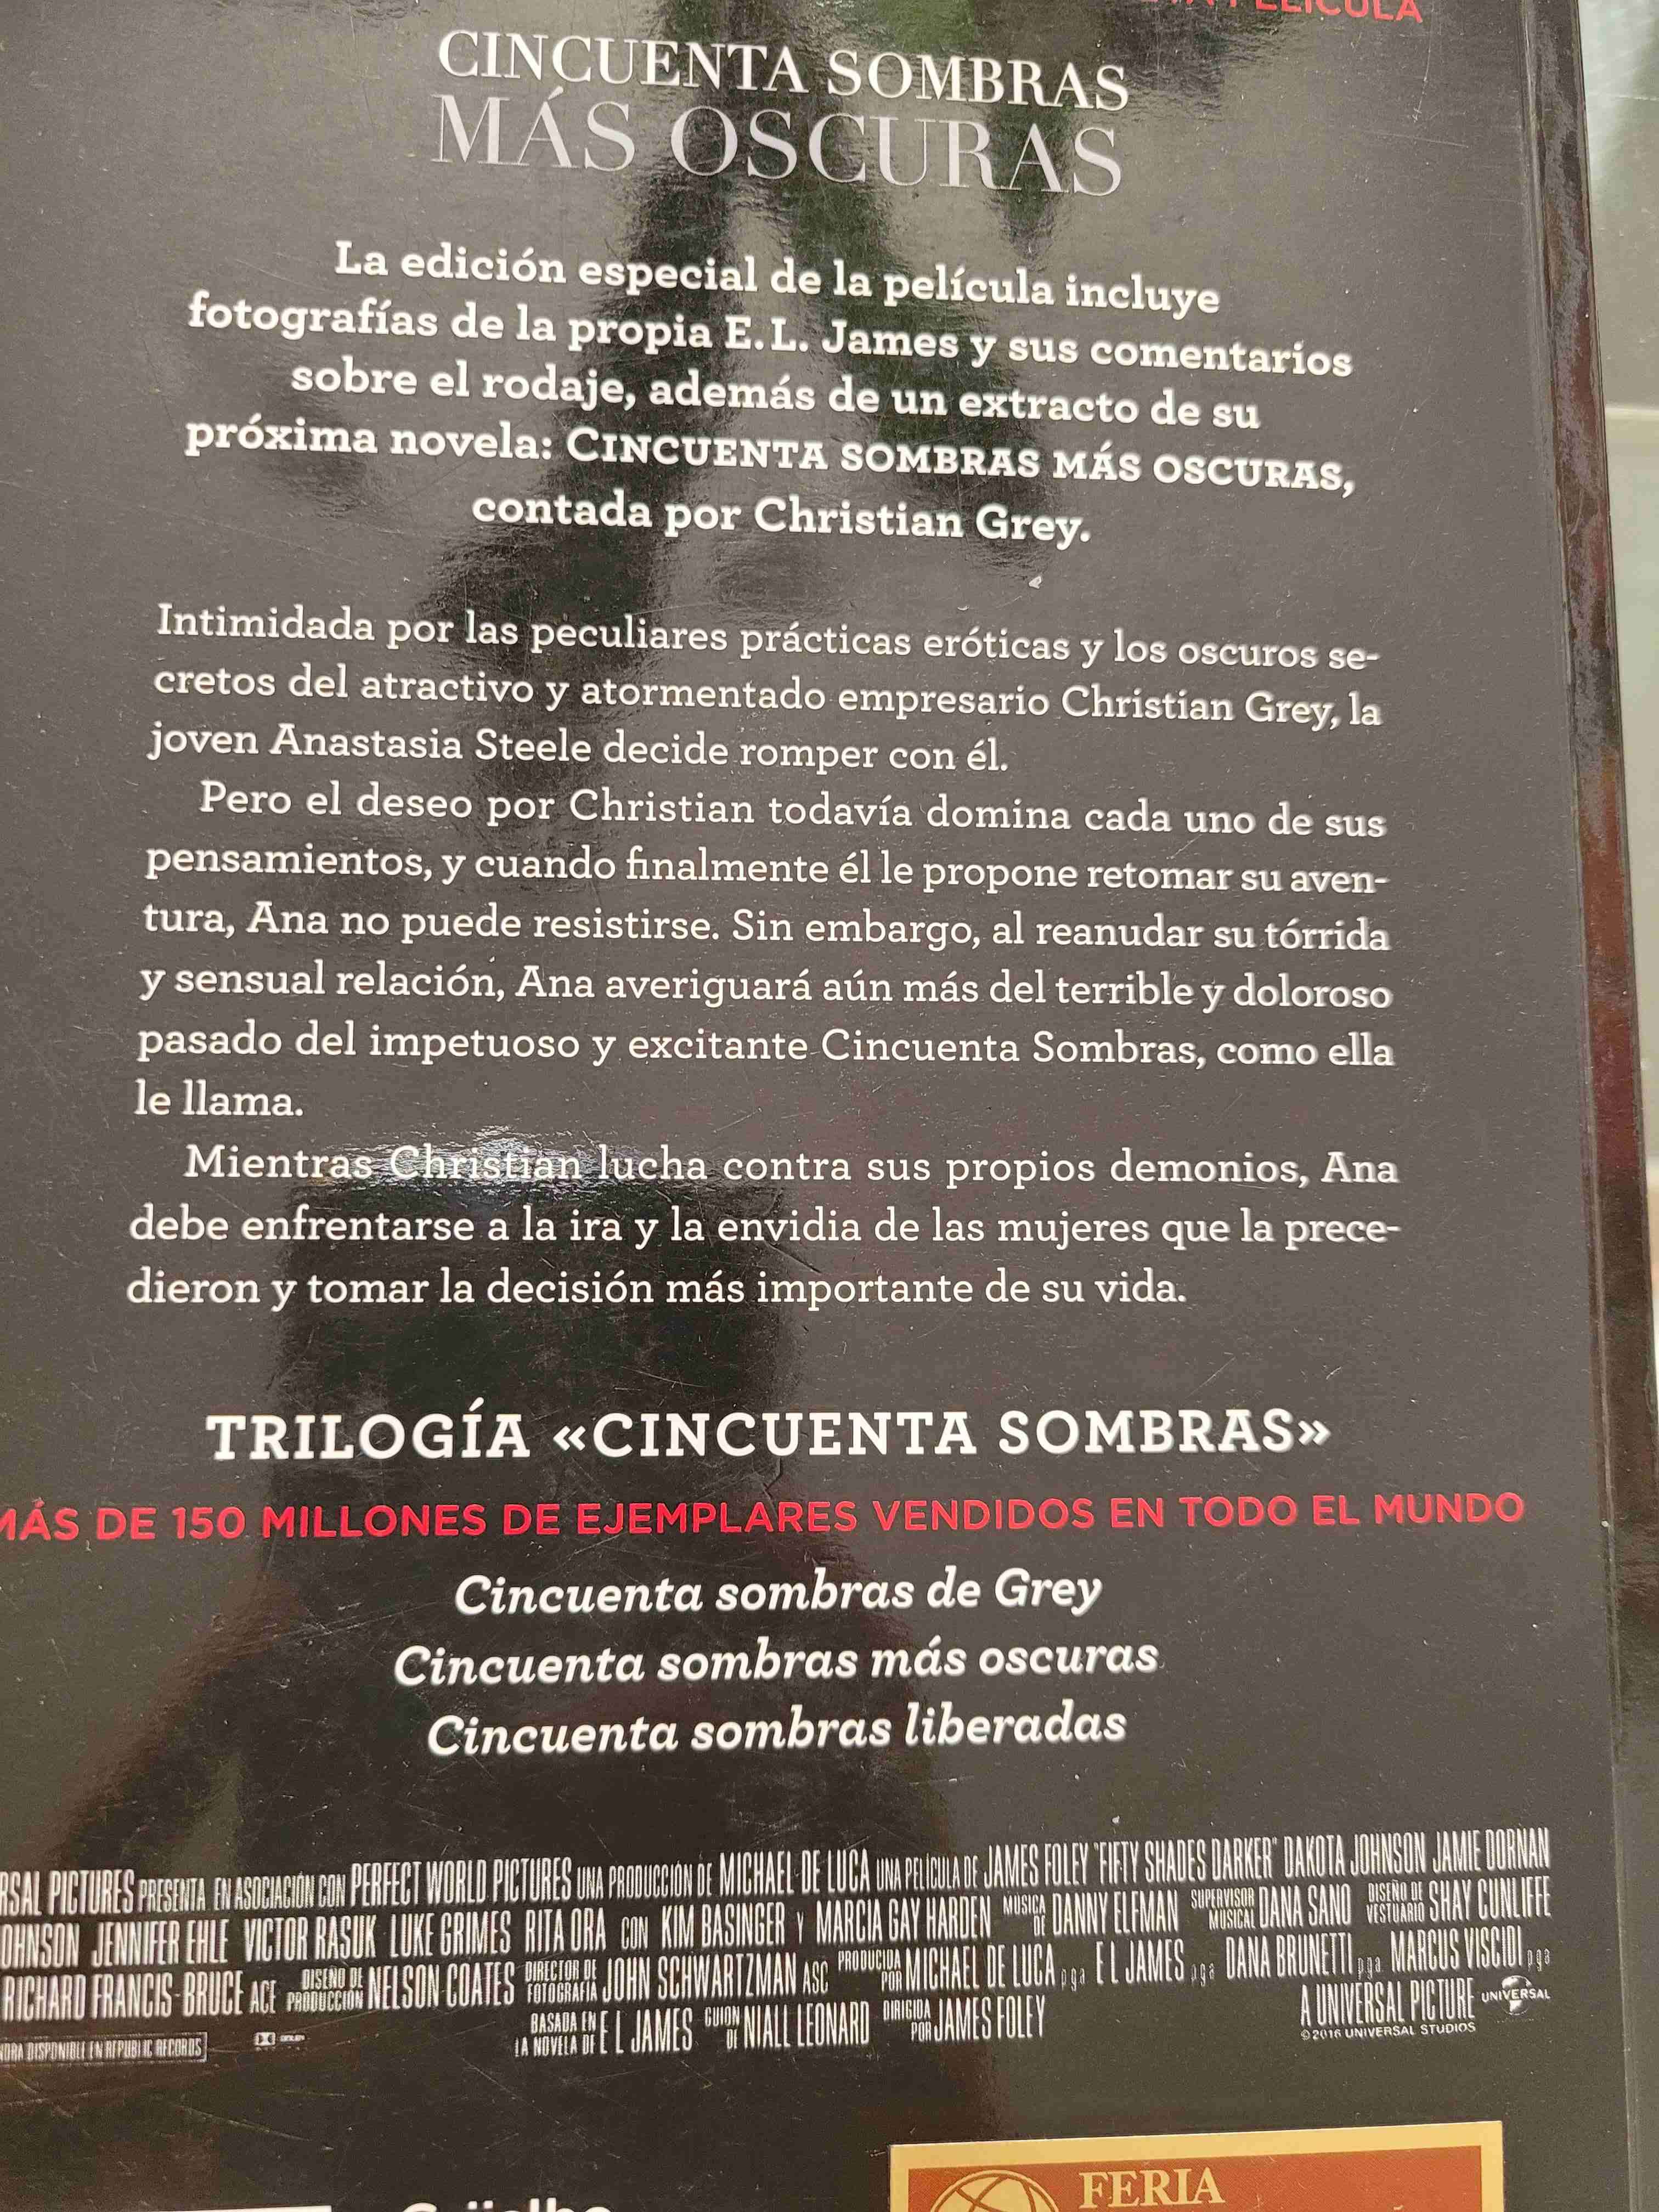 PELÍCULA
CINCUENTA SOMBRAS
MÁS OSCURAS
La edición especial de la película incluye
fotografías de la propia E.L. James y sus comentarios
sobre el rodaje, además de un extracto de su
próxima novela: CINCUENTA SOMBRAS MÁS OSCURAS,
contada por Christian Grey.
Intimidada por las peculiares prácticas eróticas y los oscuros se-
cretos del atractivo y atormentado empresario Christian Grey, la
joven Anastasia Steele decide romper con él.
Pero el deseo por Christian todavía domina cada uno de sus
pensamientos, y cuando finalmente él le propone retomar su aven-
tura, Ana no puede resistirse. Sin embargo, al reanudar su tórrida
y sensual relación, Ana averiguará aún más del terrible y doloroso
pasado del impetuoso y excitante Cincuenta Sombras, como ella
le llama.
Mientras Christian lucha contra sus propios demonios, Ana
debe enfrentarse a la ira y la envidia de las mujeres que la prece-
dieron y tomar la decisión más importante de su vida.
TRILOGÍA «CINCUENTA SOMBRAS»
MÁS DE 150 MILLONES DE EJEMPLARES VENDIDOS EN TODO EL MUNDO
Cincuenta sombras de Grey
Cincuenta sombras más oscuras
Cincuenta sombras liberadas
RSAL PICTURES PRESENTA EN ASOCIACIÓN CON PERFECT WORLD PICTURES UNA PRODUCCIÓN DE MICHAEL DE LUCA UNA PELÍCULA DE JAMES FOLEY "FIFTY SHADES DARKER" DAKOTA JOHNSON JAMIE DORNAN
OHNSON JENNIFER EHLE VICTOR RASUK LUKE GRIMES RITA ORA CON KIM BASINGER Y MARCIA GAY HARDEN MÚSICA DE DANNY ELFMAN SUPERVISOR MUSICAL DANA SANO DISEÑO DE VESTUARIO SHAY CUNLIFFE
RICHARD FRANCIS-BRUCE ACE DISEÑO DE PRODUCCIÓN NELSON COATES DIRECTOR DE FOTOGRAFÍA JOHN SCHWARTZMAN ASC PRODUCIDA POR MICHAEL DE LUCA p.g.a E L JAMES p.g.a DANA BRUNETTI p.g.a MARCUS VISCIDI p.g.a
BASADA EN LA NOVELA DE E L JAMES GUION DE NIALL LEONARD DIRIGIDA POR JAMES FOLEY A UNIVERSAL PICTURE UNIVERSAL
©2016 UNIVERSAL STUDIOS
DISPONIBLE EN REPUBLIC RECORDS
FERIA